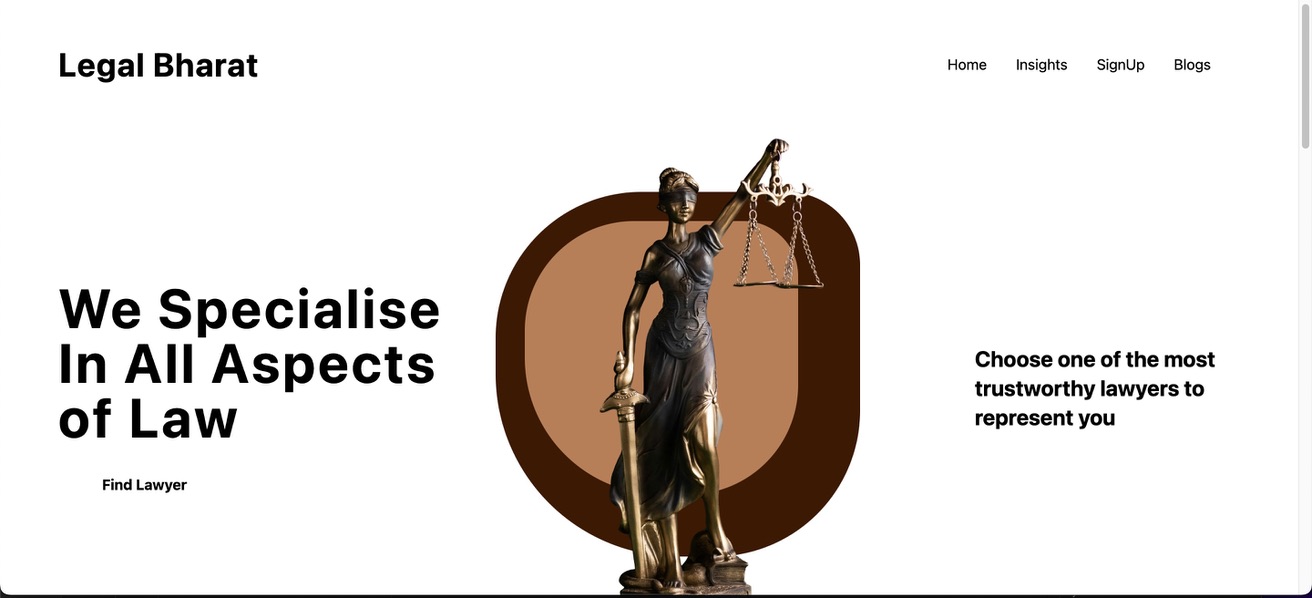 Legal Bharat
Home Insights SignUp Blogs
We Specialise
In All Aspects
of Law
Find Lawyer
Choose one of the most
trustworthy lawyers to
represent you